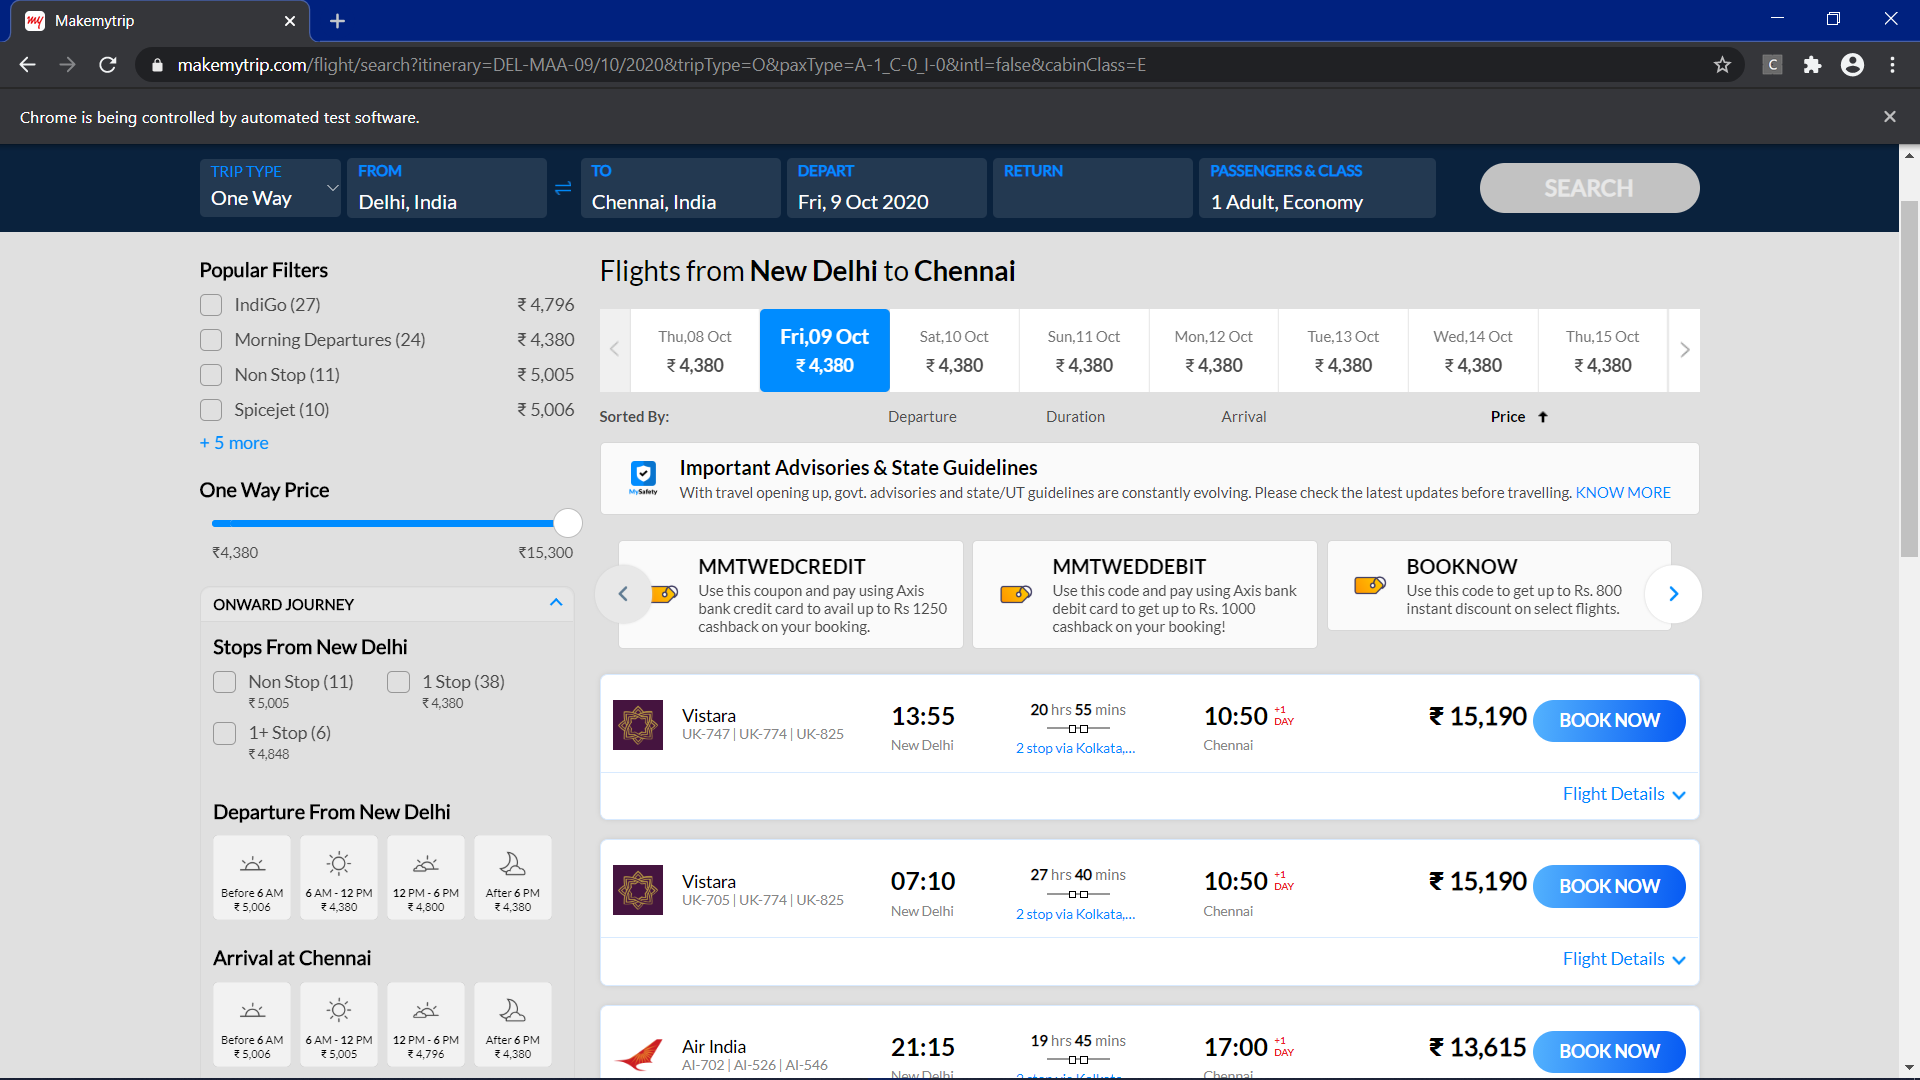 Makemytrip
makemytrip.com/flight/search?itinerary=DEL-MAA-09/10/2020&tripType=O&paxType=A-1_C-0_I-0&intl=false&cabinClass=E
C
Chrome is being controlled by automated test software.
TRIP TYPE
One Way
FROM
Delhi, India
TO
Chennai, India
DEPART
Fri, 9 Oct 2020
RETURN
PASSENGERS & CLASS
1 Adult, Economy
SEARCH
Popular Filters
IndiGo (27) ₹ 4,796
Morning Departures (24) ₹ 4,380
Non Stop (11) ₹ 5,005
Spicejet (10) ₹ 5,006
+ 5 more
One Way Price
₹4,380 ₹15,300
ONWARD JOURNEY
Stops From New Delhi
Non Stop (11)
₹ 5,005
1 Stop (38)
₹ 4,380
1+ Stop (6)
₹ 4,848
Departure From New Delhi
Before 6 AM
₹ 5,006
6 AM - 12 PM
₹ 4,380
12 PM - 6 PM
₹ 4,800
After 6 PM
₹ 4,380
Arrival at Chennai
Before 6 AM
₹ 5,006
6 AM - 12 PM
₹ 5,005
12 PM - 6 PM
₹ 4,796
After 6 PM
₹ 4,380
Flights from New Delhi to Chennai
Thu,08 Oct
₹ 4,380
Fri,09 Oct
₹ 4,380
Sat,10 Oct
₹ 4,380
Sun,11 Oct
₹ 4,380
Mon,12 Oct
₹ 4,380
Tue,13 Oct
₹ 4,380
Wed,14 Oct
₹ 4,380
Thu,15 Oct
₹ 4,380
Sorted By: Departure Duration Arrival Price
MySafety
Important Advisories & State Guidelines
With travel opening up, govt. advisories and state/UT guidelines are constantly evolving. Please check the latest updates before travelling. KNOW MORE
MMTWEDCREDIT
Use this coupon and pay using Axis
bank credit card to avail up to Rs 1250
cashback on your booking.
MMTWEDDEBIT
Use this code and pay using Axis bank
debit card to get up to Rs. 1000
cashback on your booking!
BOOKNOW
Use this code to get up to Rs. 800
instant discount on select flights.
Vistara
UK-747 | UK-774 | UK-825
13:55
New Delhi
20 hrs 55 mins
2 stop via Kolkata,...
10:50 +1 DAY
Chennai
₹ 15,190
BOOK NOW
Flight Details
Vistara
UK-705 | UK-774 | UK-825
07:10
New Delhi
27 hrs 40 mins
2 stop via Kolkata,...
10:50 +1 DAY
Chennai
₹ 15,190
BOOK NOW
Flight Details
Air India
AI-702 | AI-526 | AI-546
21:15
New Delhi
19 hrs 45 mins
2 stop via Kolkata
17:00 +1 DAY
Chennai
₹ 13,615
BOOK NOW